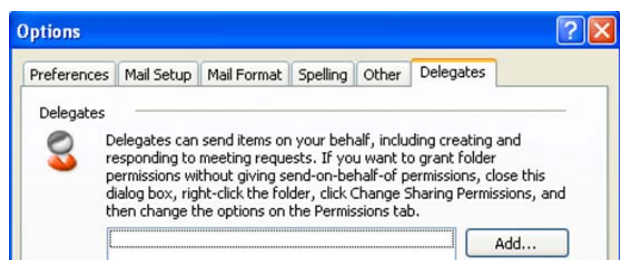 Options
Preferences Mail Setup Mail Format Spelling Other Delegates
Delegates
Delegates can send items on your behalf, including creating and
responding to meeting requests. If you want to grant folder
permissions without giving send-on-behalf-of permissions, close this
dialog box, right-click the folder, click Change Sharing Permissions, and
then change the options on the Permissions tab.
Add...